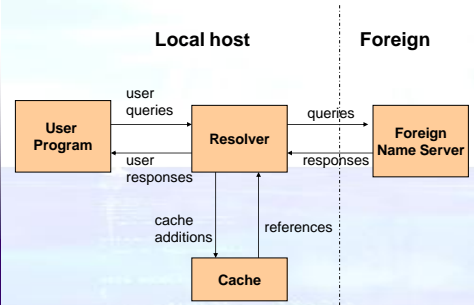 Local host
Foreign
user
queries
queries
User
Program
Resolver
Foreign
Name Server
user
responses
responses
cache
additions
references
Cache